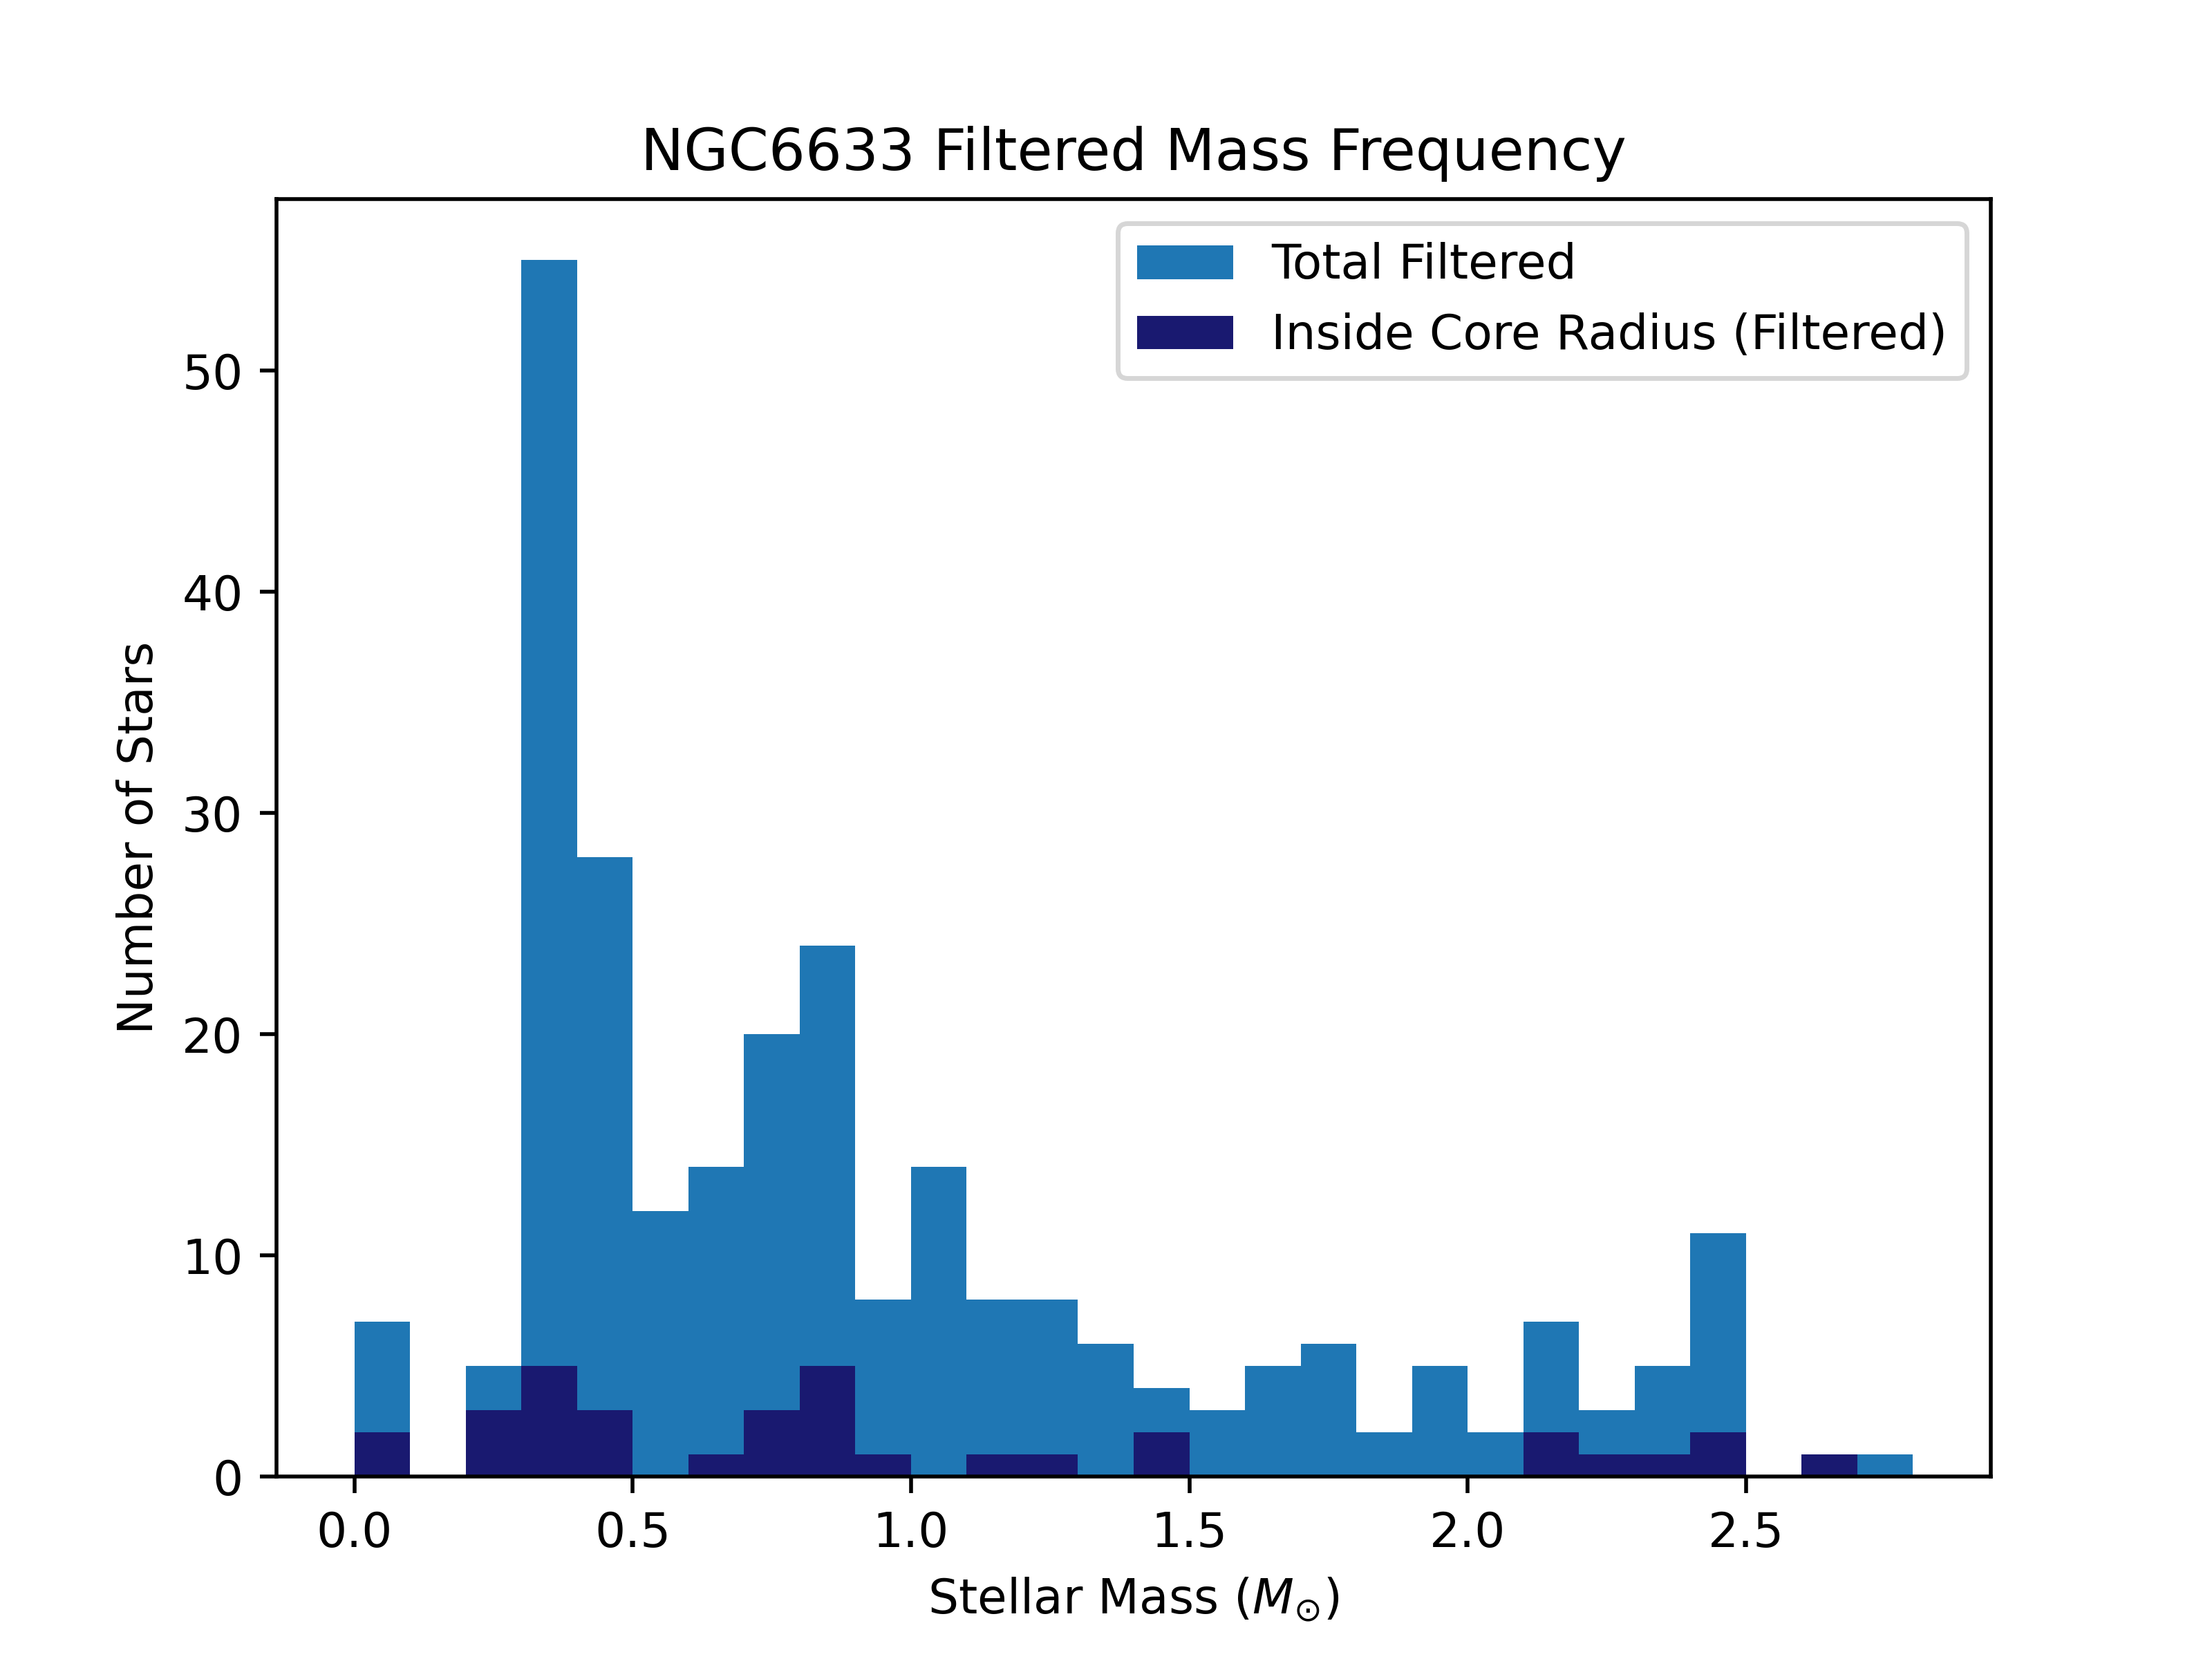 NGC6633 Filtered Mass Frequency
Total Filtered
Inside Core Radius (Filtered)
Number of Stars
50
40
30
20
10
0
0.0 0.5 1.0 1.5 2.0 2.5
Stellar Mass (M⊙)